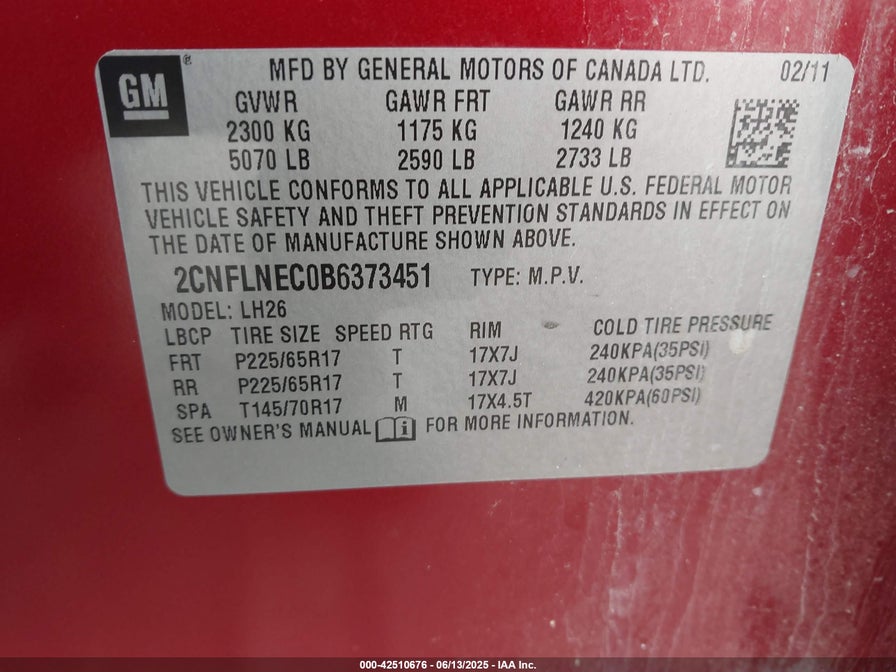 GM ®
MFD BY GENERAL MOTORS OF CANADA LTD. 02/11
GVWR GAWR FRT GAWR RR
2300 KG 1175 KG 1240 KG
5070 LB 2590 LB 2733 LB
THIS VEHICLE CONFORMS TO ALL APPLICABLE U.S. FEDERAL MOTOR
VEHICLE SAFETY AND THEFT PREVENTION STANDARDS IN EFFECT ON
THE DATE OF MANUFACTURE SHOWN ABOVE.
2CNFLNEC0B6373451 TYPE: M.P.V.
MODEL: LH26
LBCP TIRE SIZE SPEED RTG RIM COLD TIRE PRESSURE
FRT P225/65R17 T 17X7J 240KPA(35PSI)
RR P225/65R17 T 17X7J 240KPA(35PSI)
SPA T145/70R17 M 17X4.5T 420KPA(60PSI)
SEE OWNER'S MANUAL i FOR MORE INFORMATION.
000-42510676 - 06/13/2025 - IAA Inc.